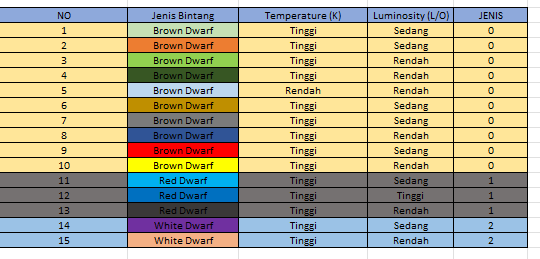 NO Jenis Bintang Temperature (K) Luminosity (L/O) JENIS
1 Brown Dwarf Tinggi Sedang 0
2 Brown Dwarf Tinggi Sedang 0
3 Brown Dwarf Tinggi Rendah 0
4 Brown Dwarf Tinggi Rendah 0
5 Brown Dwarf Rendah Rendah 0
6 Brown Dwarf Tinggi Sedang 0
7 Brown Dwarf Tinggi Sedang 0
8 Brown Dwarf Tinggi Rendah 0
9 Brown Dwarf Tinggi Sedang 0
10 Brown Dwarf Tinggi Rendah 0
11 Red Dwarf Tinggi Sedang 1
12 Red Dwarf Tinggi Tinggi 1
13 Red Dwarf Tinggi Rendah 1
14 White Dwarf Tinggi Sedang 2
15 White Dwarf Tinggi Rendah 2